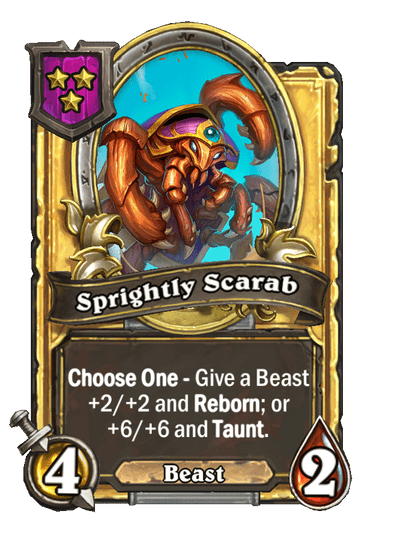 Sprightly Scarab
Choose One - Give a Beast
+2/+2 and Reborn; or
+6/+6 and Taunt.
4
Beast
2